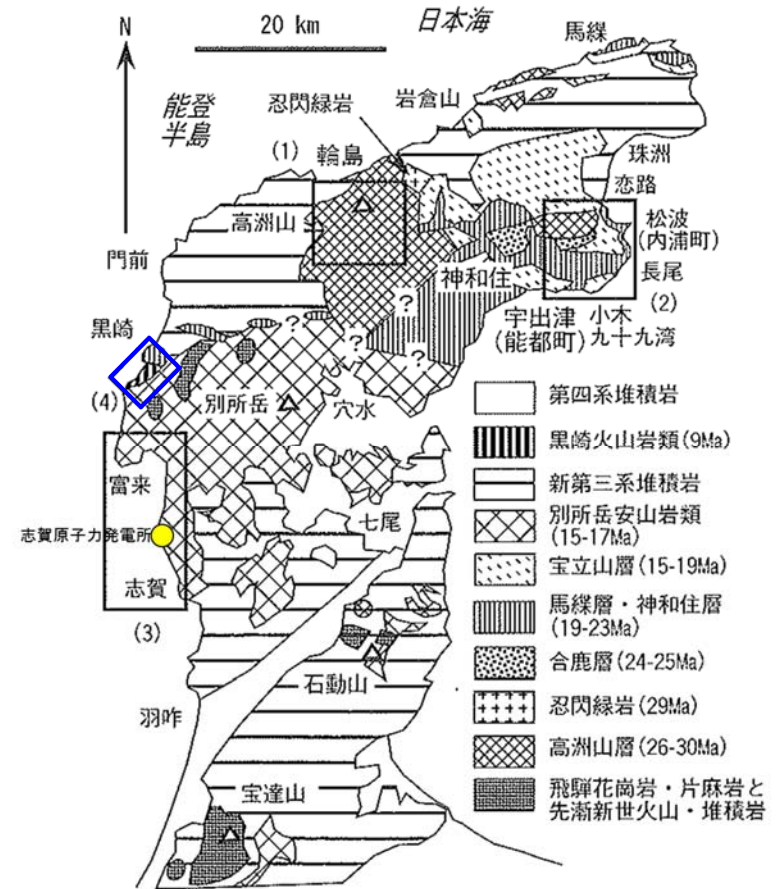 N
20 km
日本海
馬緤
能登
半島
忍閃緑岩
岩倉山
(1)
輪島
珠洲
恋路
高洲山
松波
(内浦町)
門前
神和住
長尾
(2)
?
黒崎
?
?
?
宇出津
(能都町)
小木
九十九湾
(4)
別所岳
穴水
富来
七尾
志賀原子力発電所
志賀
(3)
石動山
羽咋
宝達山
第四系堆積岩
黒崎火山岩類(9Ma)
新第三系堆積岩
別所岳安山岩類
(15-17Ma)
宝立山層(15-19Ma)
馬緤層・神和住層
(19-23Ma)
合鹿層(24-25Ma)
忍閃緑岩(29Ma)
高洲山層(26-30Ma)
飛騨花崗岩・片麻岩と
先漸新世火山・堆積岩